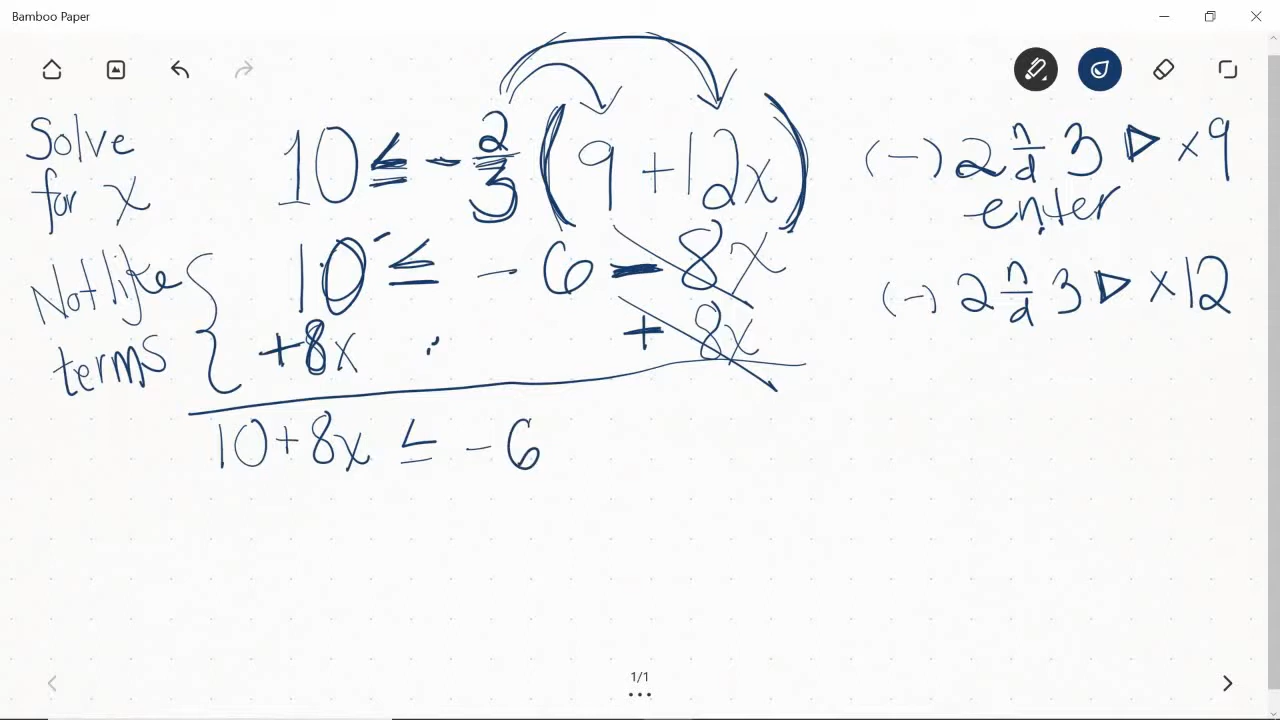 Bamboo Paper
Solve
for x
10 ≤ - 2/3 (9 + 12x)
(-) 2 n/d 3 ▷ x 9
enter
Not like
terms
10 ≤ - 6 - 8x
(-) 2 n/d 3 ▷ x 12
+8x + 8x
10 + 8x ≤ - 6
1/1